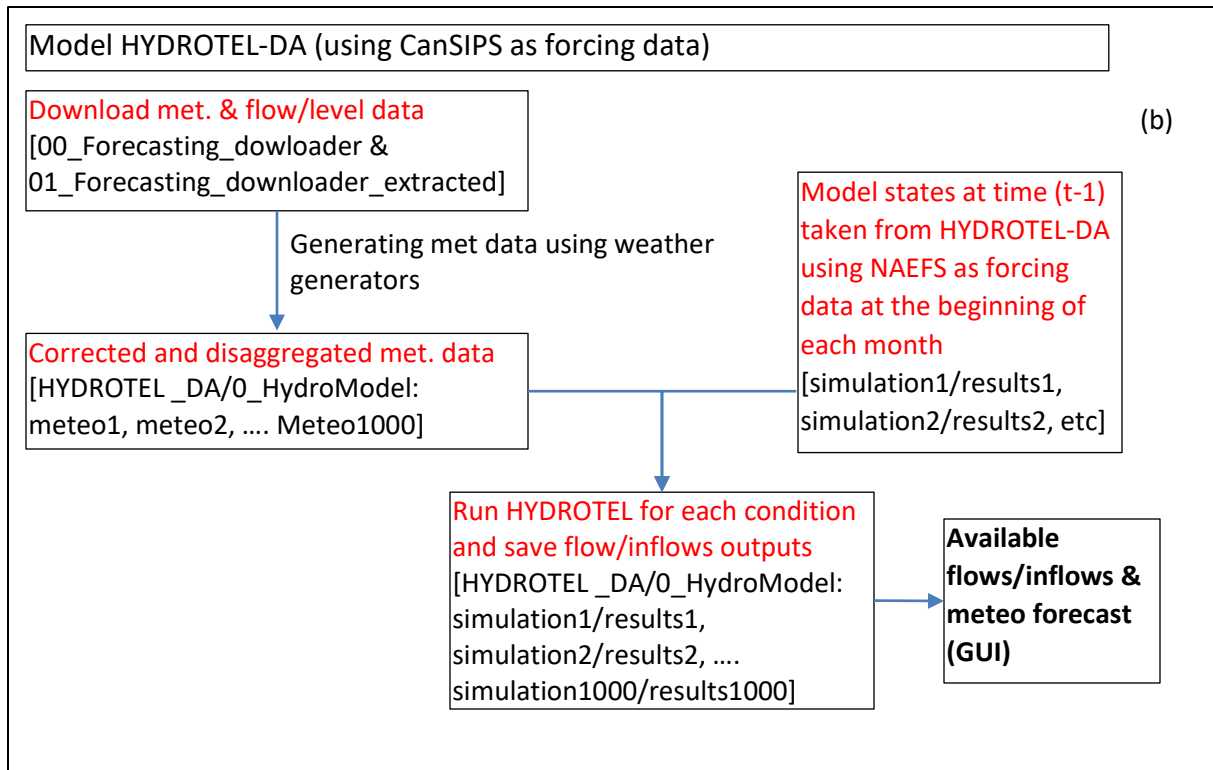 Model HYDROTEL-DA (using CanSIPS as forcing data)
(b)
Download met. & flow/level data
[00_Forecasting_dowloader &
01_Forecasting_downloader_extracted]
Generating met data using weather
generators
Corrected and disaggregated met. data
[HYDROTEL _DA/0_HydroModel:
meteo1, meteo2, …. Meteo1000]
Model states at time (t-1)
taken from HYDROTEL-DA
using NAEFS as forcing
data at the beginning of
each month
[simulation1/results1,
simulation2/results2, etc]
Run HYDROTEL for each condition
and save flow/inflows outputs
[HYDROTEL _DA/0_HydroModel:
simulation1/results1,
simulation2/results2, ….
simulation1000/results1000]
Available
flows/inflows &
meteo forecast
(GUI)